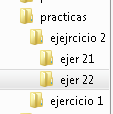 practicas
ejejrcicio 2
ejer 21
ejer 22
ejercicio 1